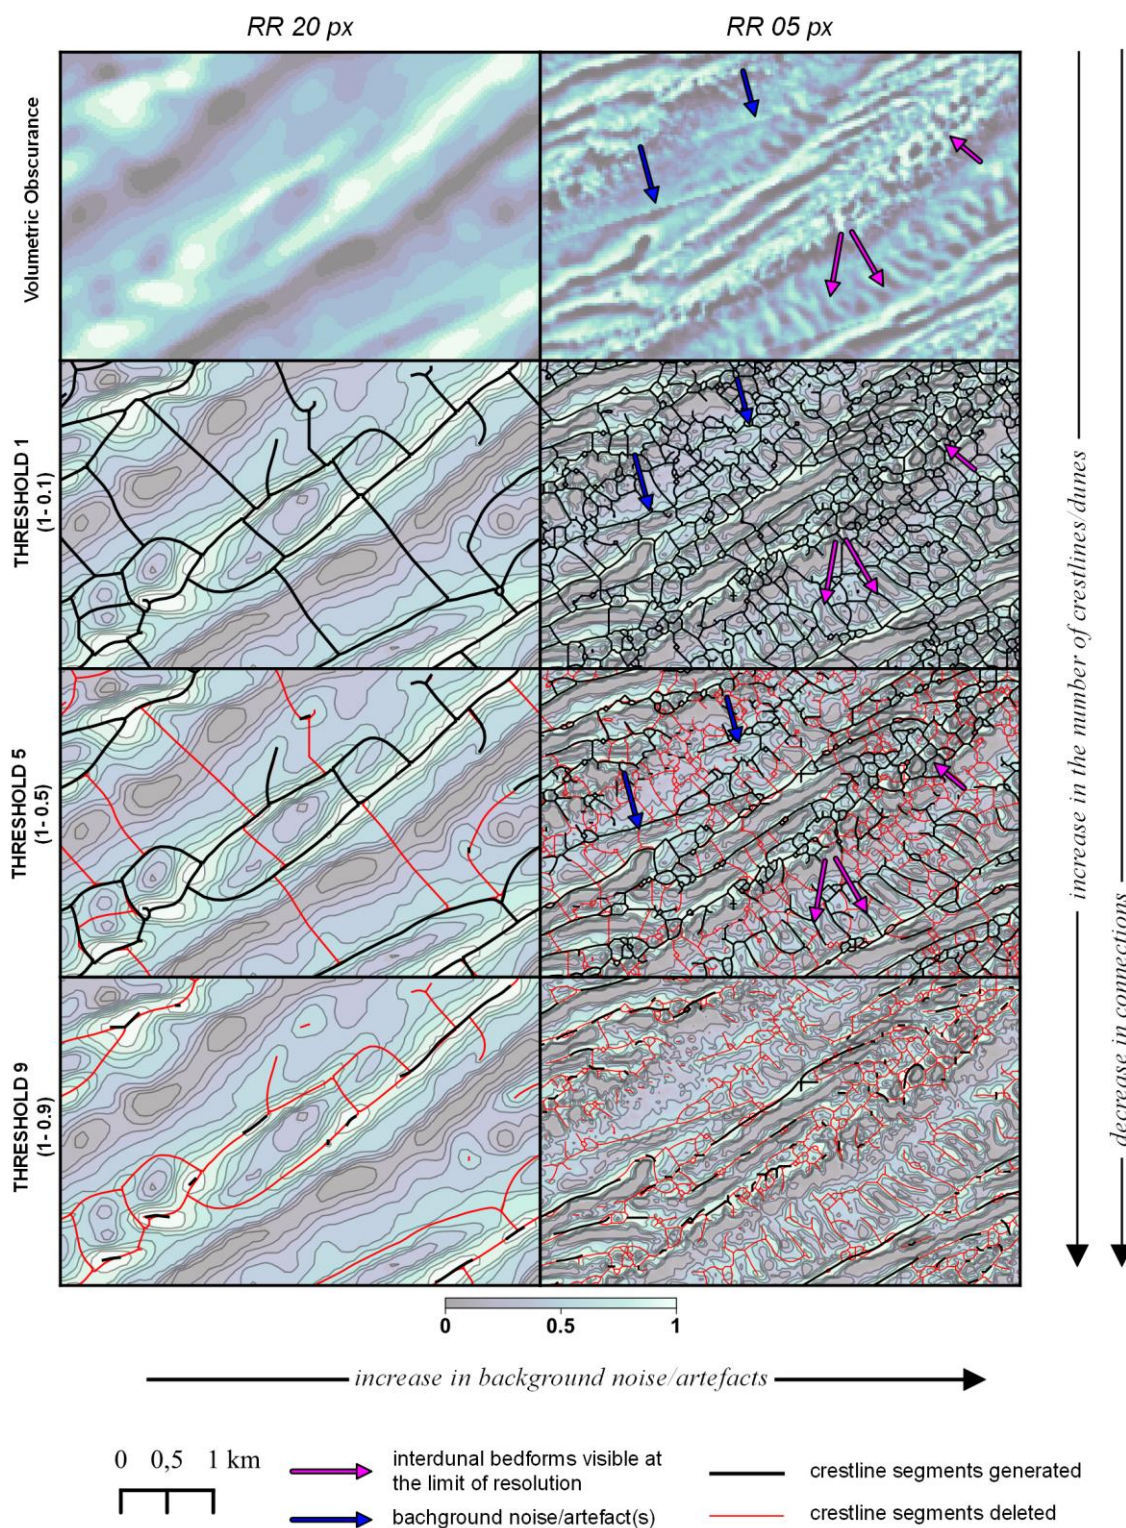 RR 20 px
RR 05 px
Volumetric Obscurance
THRESHOLD 1
(1- 0.1)
THRESHOLD 5
(1- 0.5)
THRESHOLD 9
(1- 0.9)
increase in the number of crestlines/dunes
decrease in connections
0 0.5 1
increase in background noise/artefacts
0 0,5 1 km
interdunal bedforms visible at
the limit of resolution
bachground noise/artefact(s)
crestline segments generated
crestline segments deleted